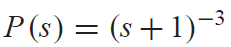 P(s) = (s + 1)⁻³